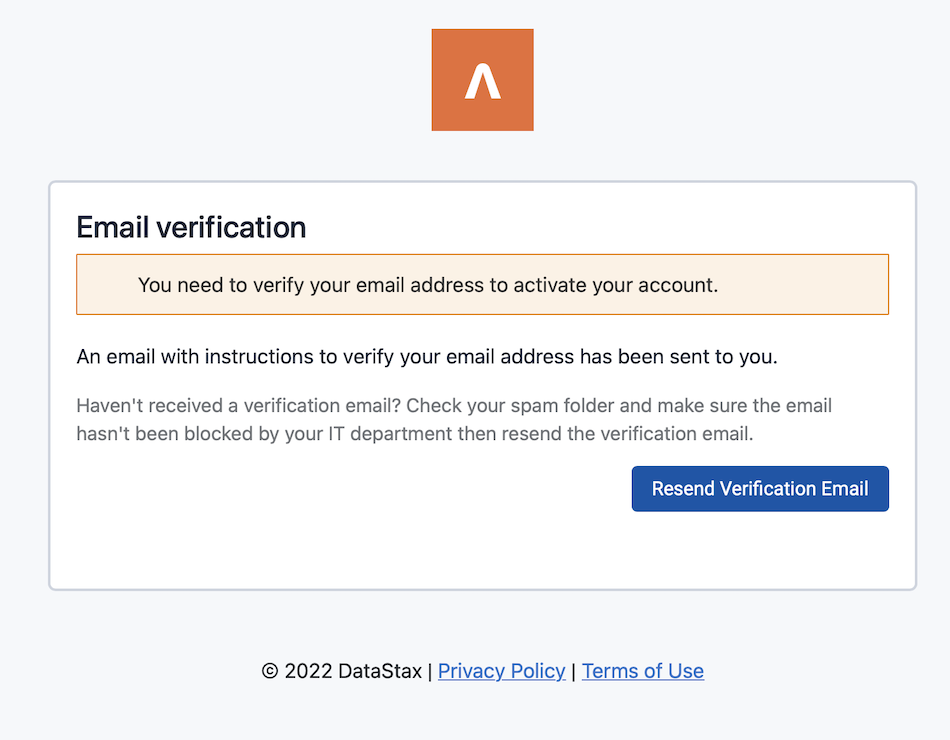 Email verification
You need to verify your email address to activate your account.
An email with instructions to verify your email address has been sent to you.
Haven't received a verification email? Check your spam folder and make sure the email
hasn't been blocked by your IT department then resend the verification email.
Resend Verification Email
© 2022 DataStax | Privacy Policy | Terms of Use